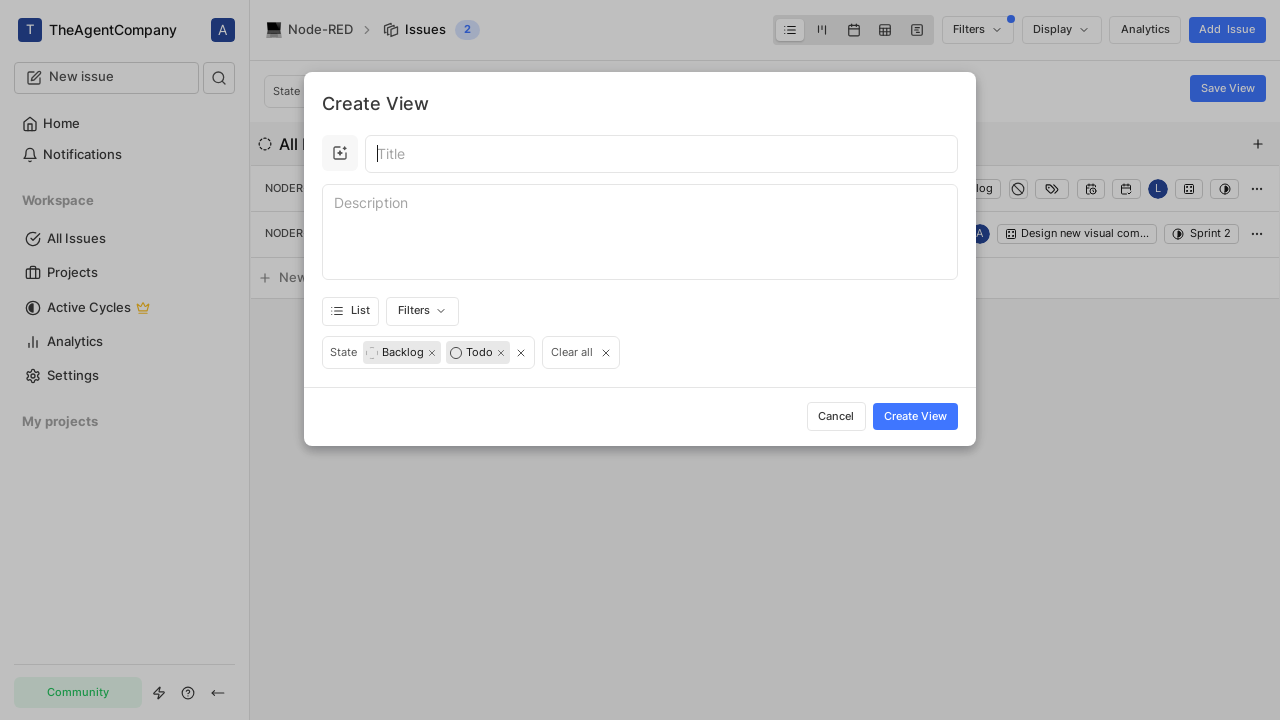 T TheAgentCompany A
New issue
Home
Notifications
Workspace
All Issues
Projects
Active Cycles
Analytics
Settings
My projects
Community
Node-RED Issues 2
Filters Display Analytics Add Issue
State
Save View
All
NODER
log
L
NODER
A Design new visual com... Sprint 2
New
Create View
Title
Description
List Filters
State Backlog Todo Clear all
Cancel Create View